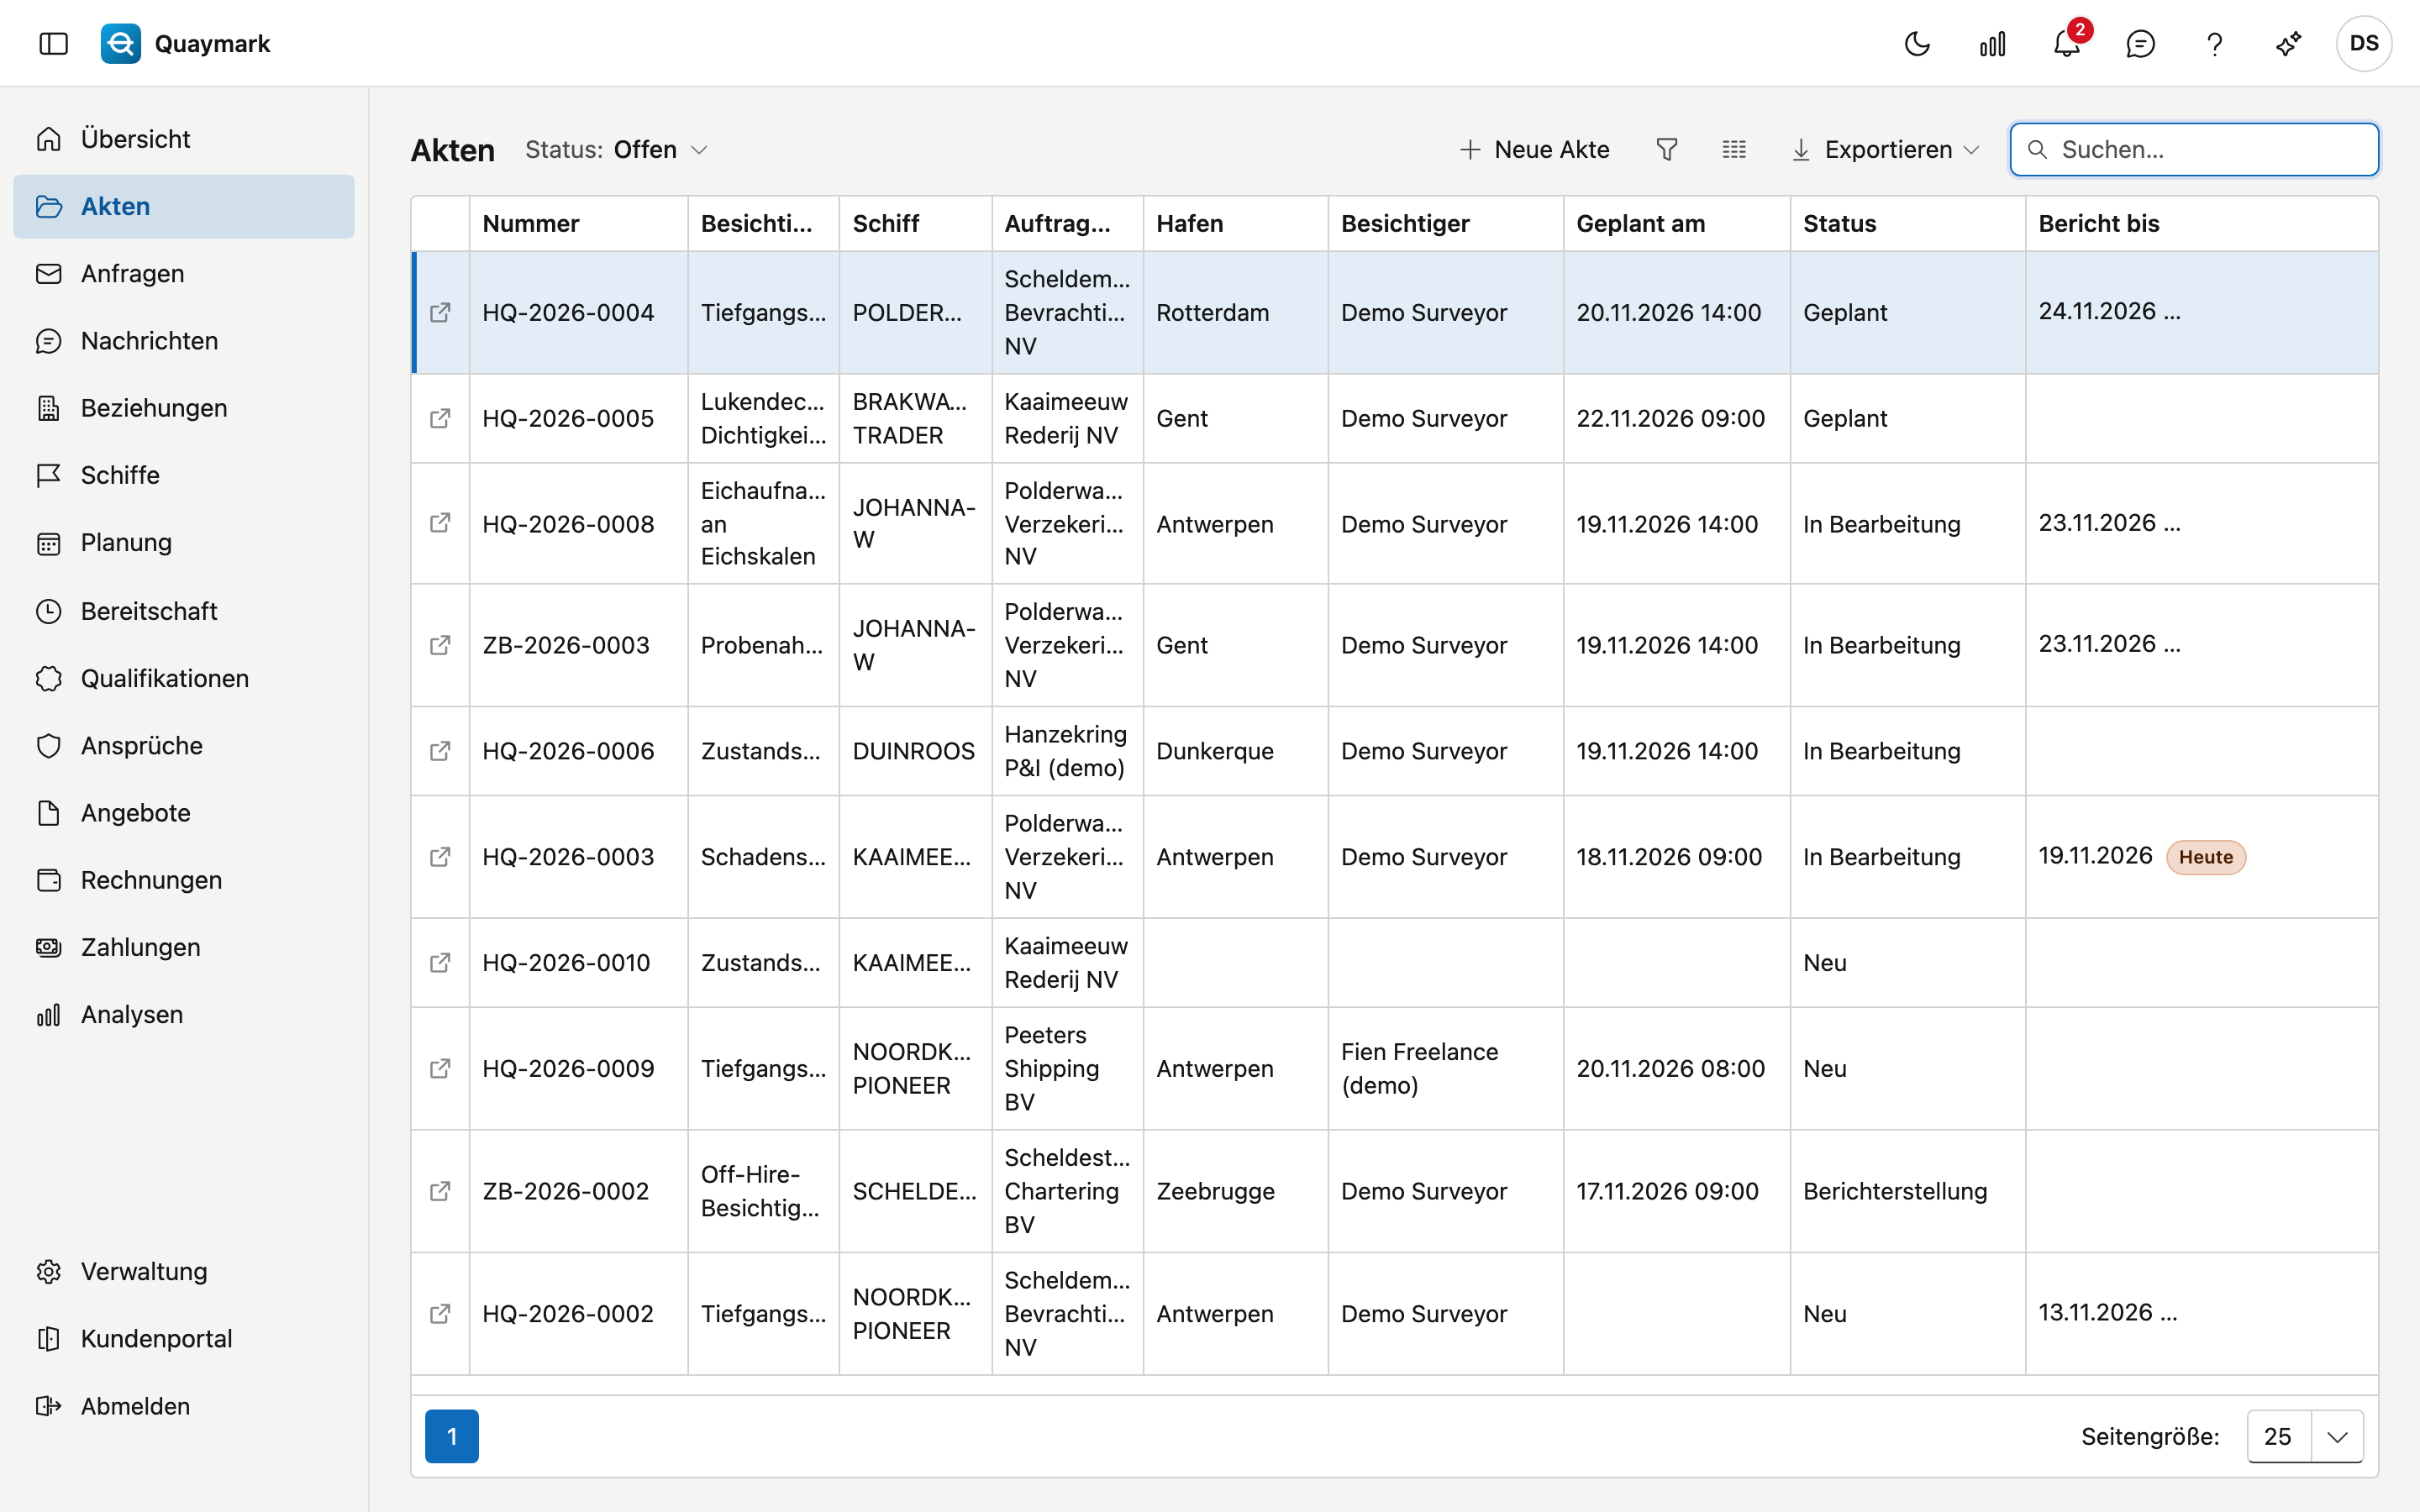 Quaymark
2
DS
Übersicht
Akten
Anfragen
Nachrichten
Beziehungen
Schiffe
Planung
Bereitschaft
Qualifikationen
Ansprüche
Angebote
Rechnungen
Zahlungen
Analysen
Verwaltung
Kundenportal
Abmelden
Akten Status: Offen
Neue Akte
Exportieren
Suchen...
Nummer Besichti... Schiff Auftrag... Hafen Besichtiger Geplant am Status Bericht bis
HQ-2026-0004 Tiefgangs... POLDER... Scheldem... Bevrachti... NV Rotterdam Demo Surveyor 20.11.2026 14:00 Geplant 24.11.2026 ...
HQ-2026-0005 Lukendec... Dichtigkei... BRAKWA... TRADER Kaaimeeuw Rederij NV Gent Demo Surveyor 22.11.2026 09:00 Geplant
HQ-2026-0008 Eichaufna... an Eichskalen JOHANNA-W Polderwa... Verzekeri... NV Antwerpen Demo Surveyor 19.11.2026 14:00 In Bearbeitung 23.11.2026 ...
ZB-2026-0003 Probenah... JOHANNA-W Polderwa... Verzekeri... NV Gent Demo Surveyor 19.11.2026 14:00 In Bearbeitung 23.11.2026 ...
HQ-2026-0006 Zustands... DUINROOS Hanzekring P&I (demo) Dunkerque Demo Surveyor 19.11.2026 14:00 In Bearbeitung
HQ-2026-0003 Schadens... KAAIMEE... Polderwa... Verzekeri... NV Antwerpen Demo Surveyor 18.11.2026 09:00 In Bearbeitung 19.11.2026 Heute
HQ-2026-0010 Zustands... KAAIMEE... Kaaimeeuw Rederij NV Neu
HQ-2026-0009 Tiefgangs... NOORDK... PIONEER Peeters Shipping BV Antwerpen Fien Freelance (demo) 20.11.2026 08:00 Neu
ZB-2026-0002 Off-Hire-Besichtig... SCHELDE... Scheldest... Chartering BV Zeebrugge Demo Surveyor 17.11.2026 09:00 Berichterstellung
HQ-2026-0002 Tiefgangs... NOORDK... PIONEER Scheldem... Bevrachti... NV Antwerpen Demo Surveyor Neu 13.11.2026 ...
1
Seitengröße: 25